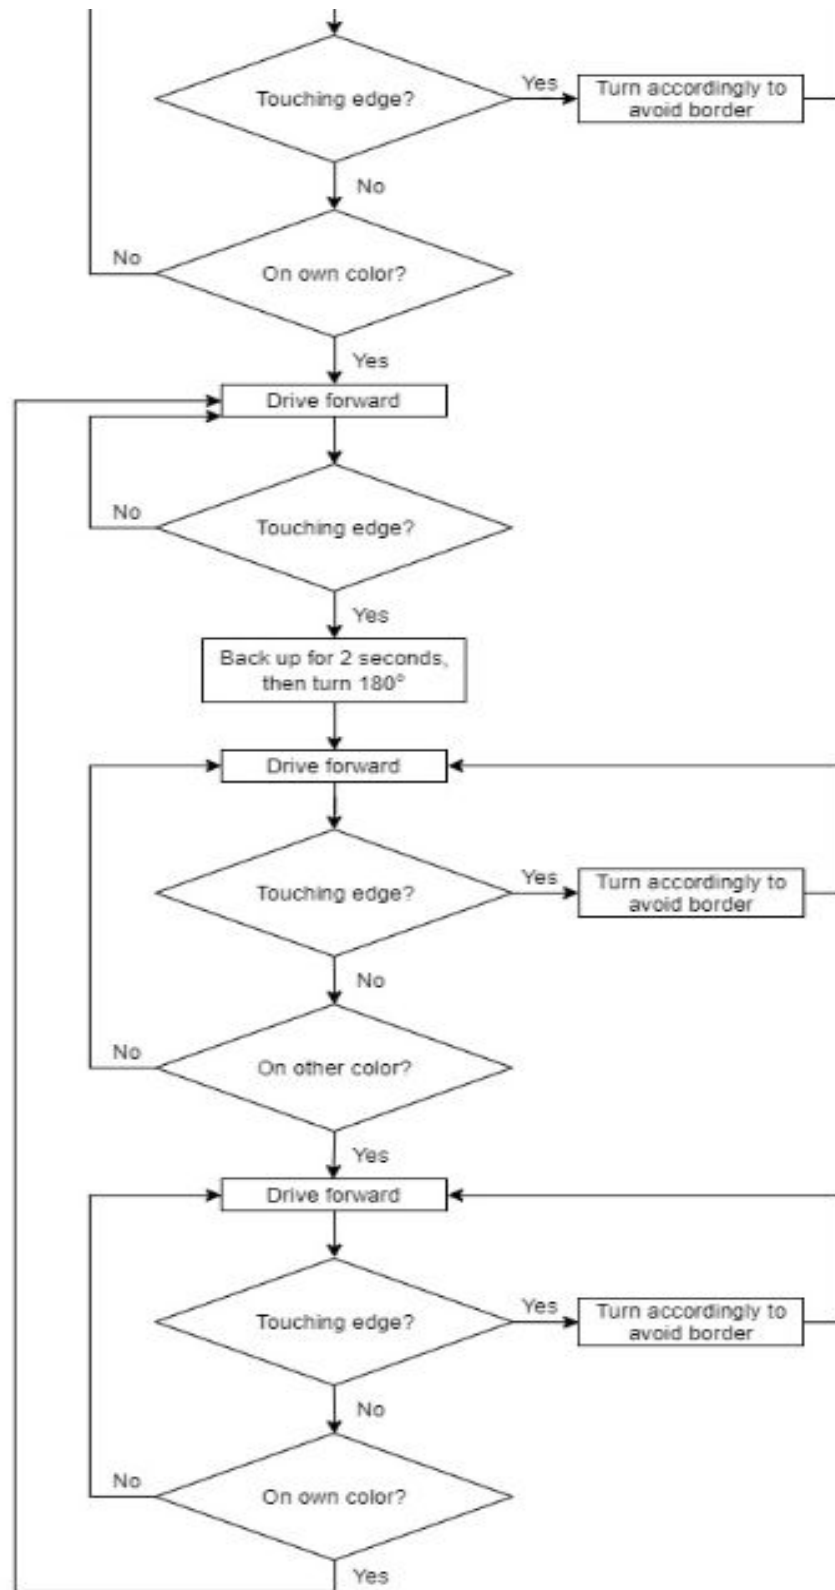 Touching edge?
Yes
Turn accordingly to
avoid border
No
On own color?
No
Yes
Drive forward
Touching edge?
No
Yes
Back up for 2 seconds,
then turn 180°
Drive forward
Touching edge?
Yes
Turn accordingly to
avoid border
No
On other color?
No
Yes
Drive forward
Touching edge?
Yes
Turn accordingly to
avoid border
No
On own color?
No
Yes